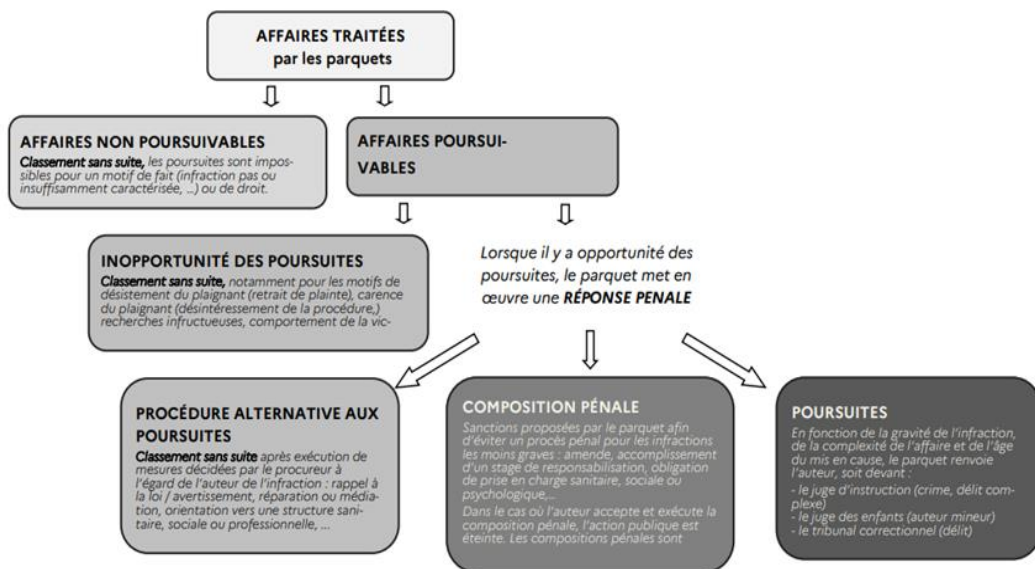 AFFAIRES TRAITÉES
par les parquets
AFFAIRES NON POURSUIVABLES
Classement sans suite, les poursuites sont impos-
sibles pour un motif de fait (infraction pas ou
insuffisamment caractérisée, ...) ou de droit.
AFFAIRES POURSUI-
VABLES
INOPPORTUNITÉ DES POURSUITES
Classement sans suite, notamment pour les motifs de
désistement du plaignant (retrait de plainte), carence
du plaignant (désintéressement de la procédure,)
recherches infructueuses, comportement de la vic-
Lorsque il y a opportunité des
poursuites, le parquet met en
œuvre une RÉPONSE PENALE
PROCÉDURE ALTERNATIVE AUX
POURSUITES
Classement sans suite après exécution de
mesures décidées par le procureur à
l'égard de l'auteur de l'infraction : rappel à
la loi / avertissement, réparation ou média-
tion, orientation vers une structure sani-
taire, sociale ou professionnelle, ...
COMPOSITION PÉNALE
Sanctions proposées par le parquet afin
d'éviter un procès pénal pour les infractions
les moins graves : amende, accomplissement
d'un stage de responsabilisation, obligation
de prise en charge sanitaire, sociale ou
psychologique,...
Dans le cas où l'auteur accepte et exécute la
composition pénale, l'action publique est
éteinte. Les compositions pénales sont
POURSUITES
En fonction de la gravité de l'infraction,
de la complexité de l'affaire et de l'âge
du mis en cause, le parquet renvoie
l'auteur, soit devant :
- le juge d'instruction (crime, délit com-
plexe)
- le juge des enfants (auteur mineur)
- le tribunal correctionnel (délit)